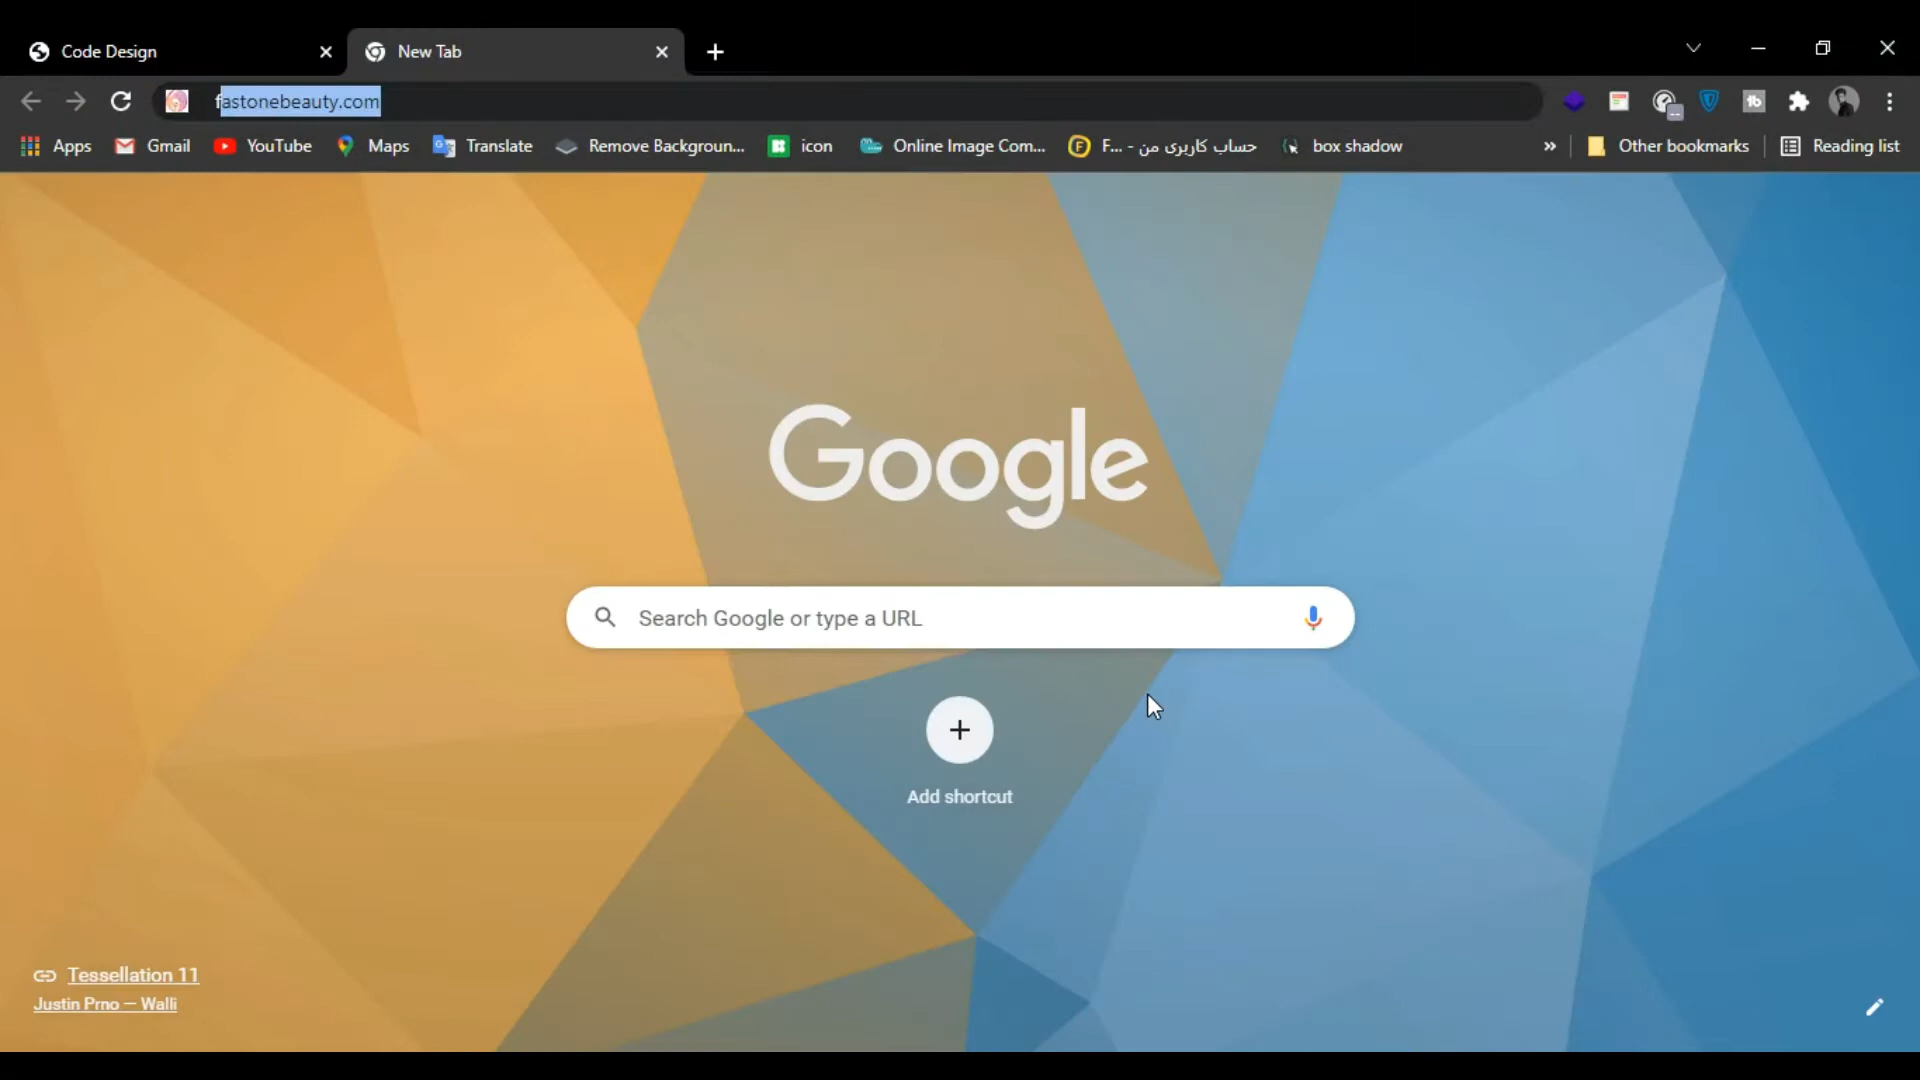 Code Design
New Tab
fastonebeauty.com
Apps
Gmail
YouTube
Maps
Translate
Remove Backgroun...
icon
Online Image Com...
حساب کاربری من - ...F
box shadow
»
Other bookmarks
Reading list
Google
Search Google or type a URL
Add shortcut
Tessellation 11
Justin Prno — Walli